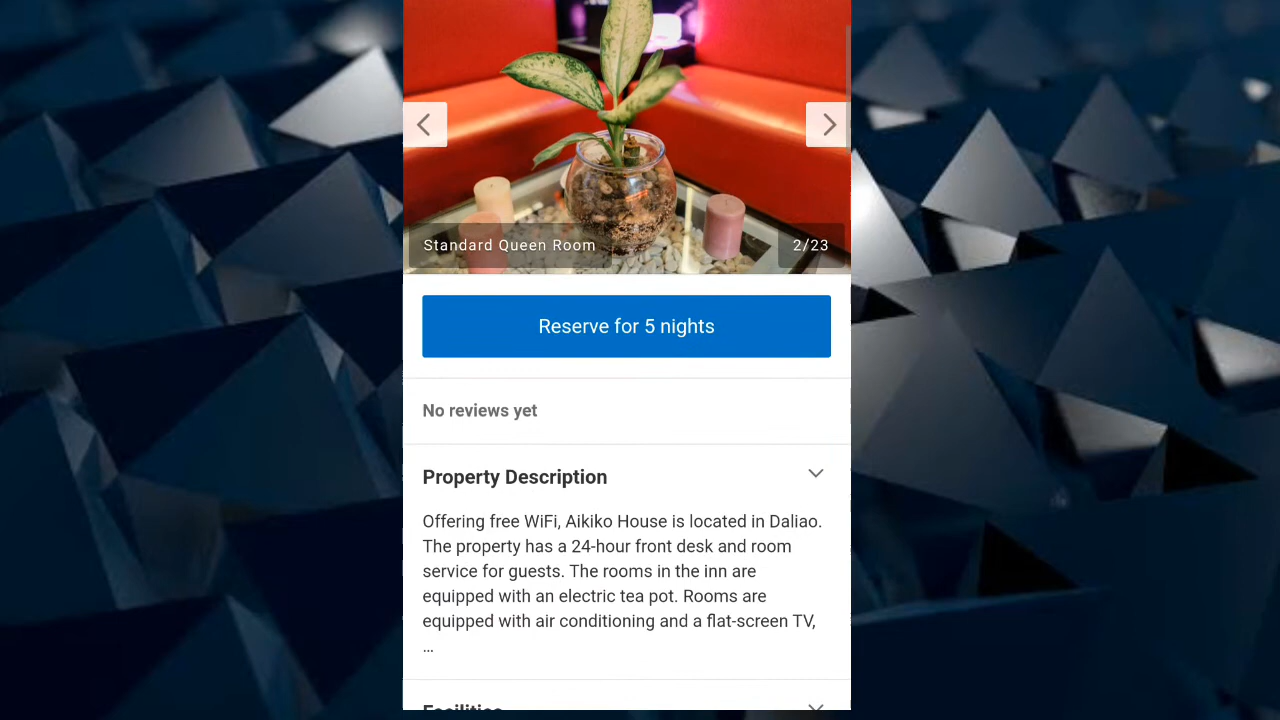 Standard Queen Room
2/23
Reserve for 5 nights
No reviews yet
Property Description
Offering free WiFi, Aikiko House is located in Daliao.
The property has a 24-hour front desk and room
service for guests. The rooms in the inn are
equipped with an electric tea pot. Rooms are
equipped with air conditioning and a flat-screen TV,
...
Facilities